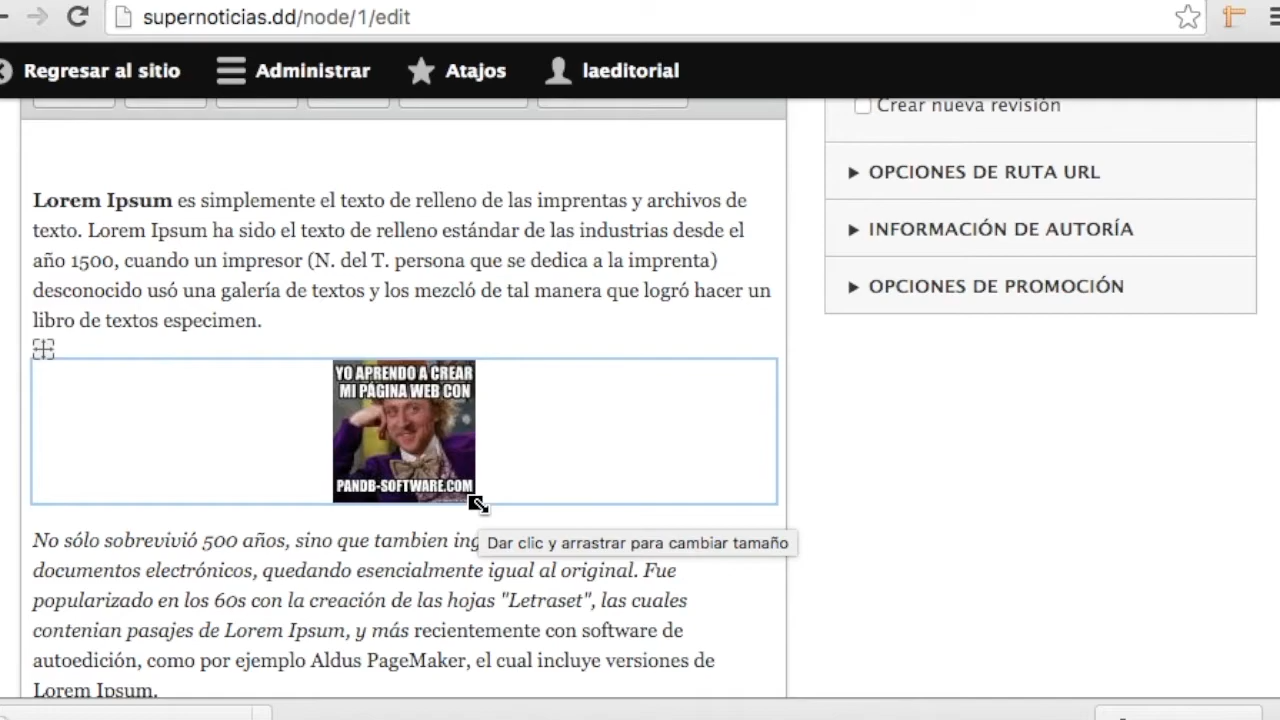 supernoticias.dd/node/1/edit
Regresar al sitio
Administrar
Atajos
laeditorial
Crear nueva revisión
OPCIONES DE RUTA URL
INFORMACIÓN DE AUTORÍA
OPCIONES DE PROMOCIÓN
Lorem Ipsum es simplemente el texto de relleno de las imprentas y archivos de
texto. Lorem Ipsum ha sido el texto de relleno estándar de las industrias desde el
año 1500, cuando un impresor (N. del T. persona que se dedica a la imprenta)
desconocido usó una galería de textos y los mezcló de tal manera que logró hacer un
libro de textos especimen.
YO APRENDO A CREAR
MI PÁGINA WEB CON
PANDB-SOFTWARE.COM
No sólo sobrevivió 500 años, sino que tambien ing
Dar clic y arrastrar para cambiar tamaño
documentos electrónicos, quedando esencialmente igual al original. Fue
popularizado en los 60s con la creación de las hojas "Letraset", las cuales
contenian pasajes de Lorem Ipsum, y más recientemente con software de
autoedición, como por ejemplo Aldus PageMaker, el cual incluye versiones de
Lorem Ipsum.